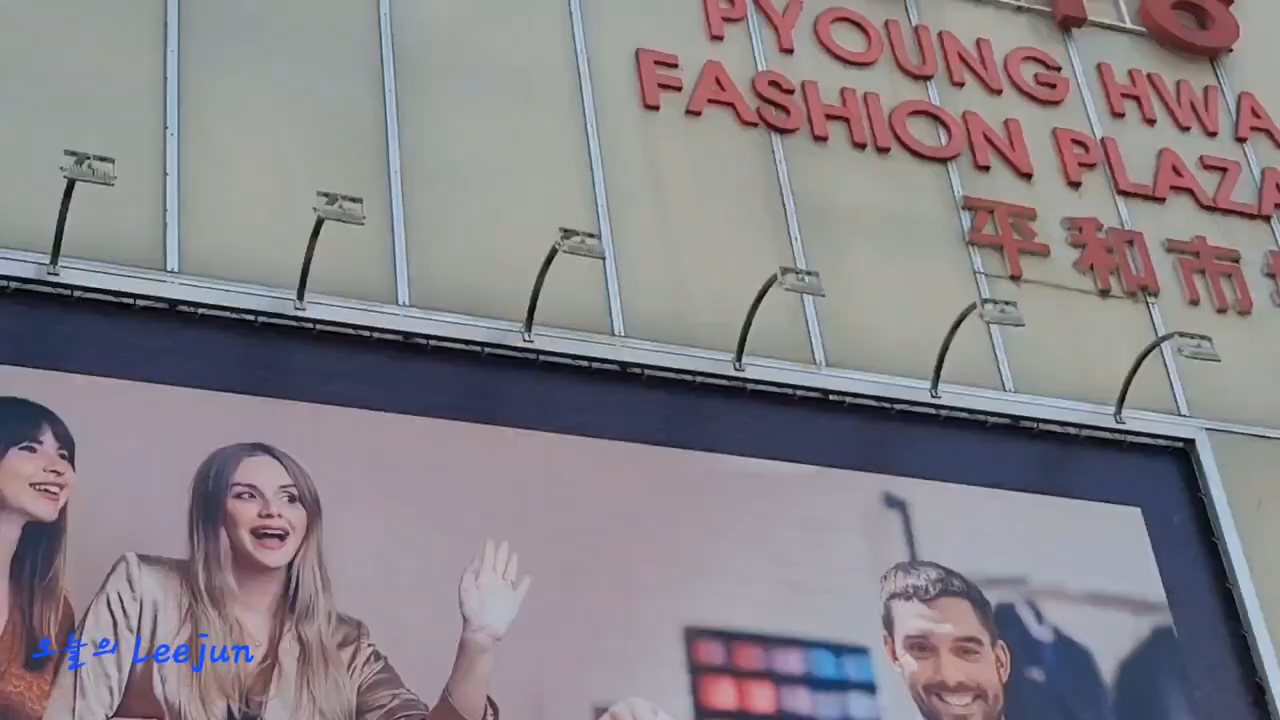 PYOUNG HWA
FASHION PLAZA
平和市
오늘의 Leejun